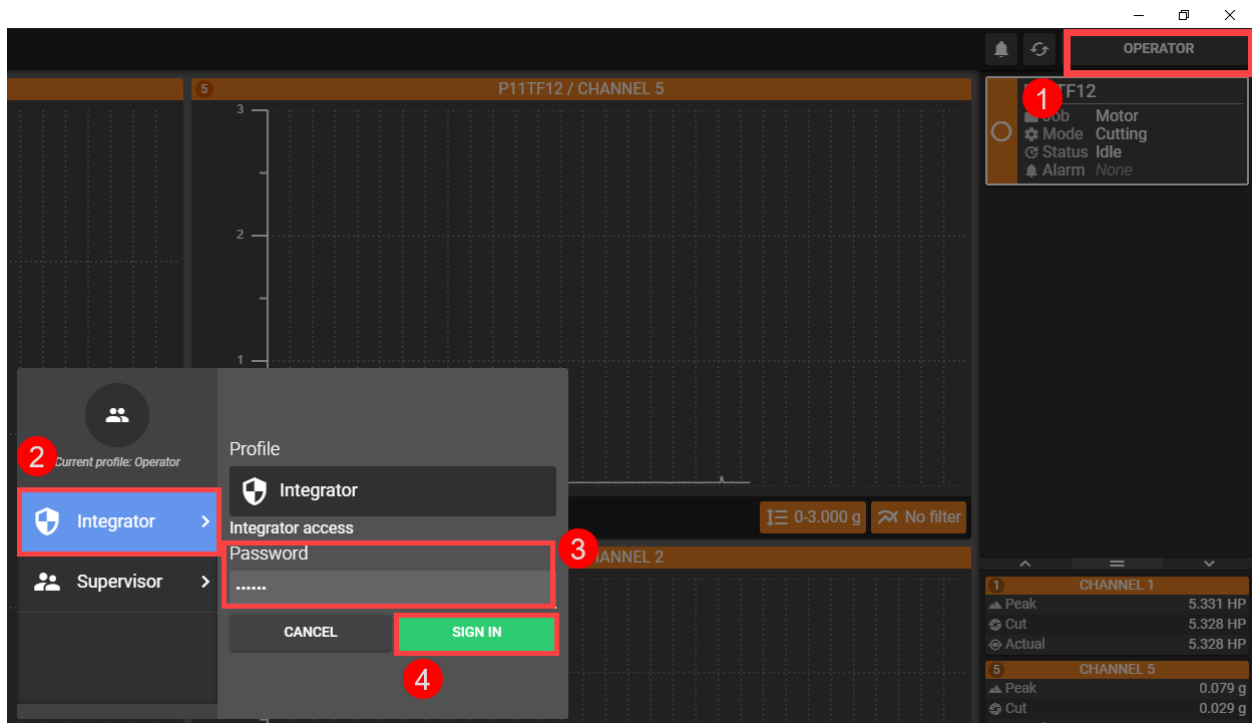 OPERATOR
5
P11TF12 / CHANNEL 5
3
2
1
1
TF12
Job Motor
Mode Cutting
Status Idle
Alarm None
2
Current profile: Operator
Integrator
Supervisor
Profile
Integrator
Integrator access
Password
3
......
CANCEL
SIGN IN
4
0-3.000 g
No filter
CHANNEL 2
1
CHANNEL 1
Peak 5.331 HP
Cut 5.328 HP
Actual 5.328 HP
5
CHANNEL 5
Peak 0.079 g
Cut 0.029 g